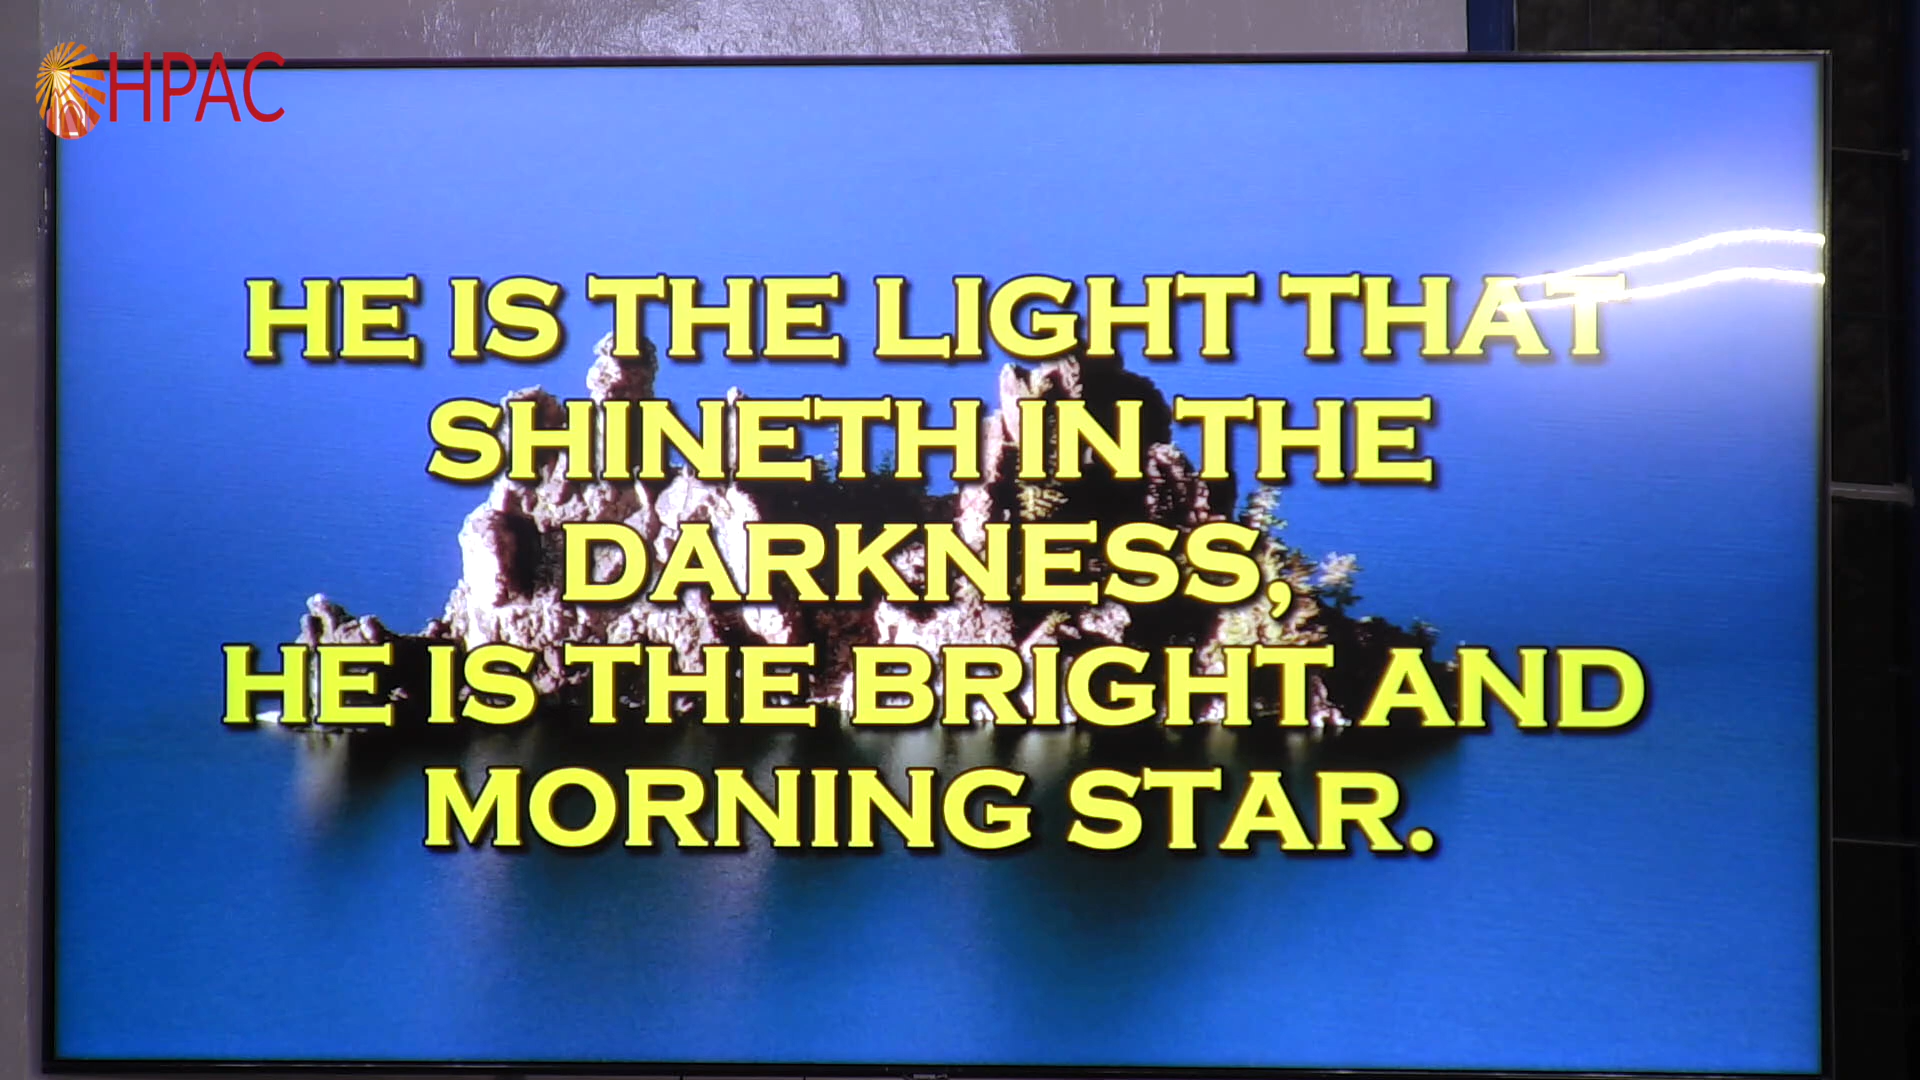 HPAC
HE IS THE LIGHT THAT
SHINETH IN THE
DARKNESS,
HE IS THE BRIGHT AND
MORNING STAR.